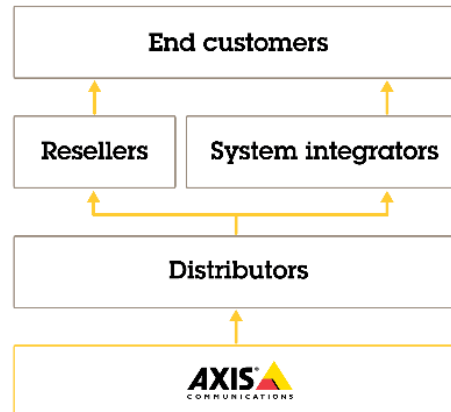 End customers
Resellers
System integrators
Distributors
AXIS
COMMUNICATIONS